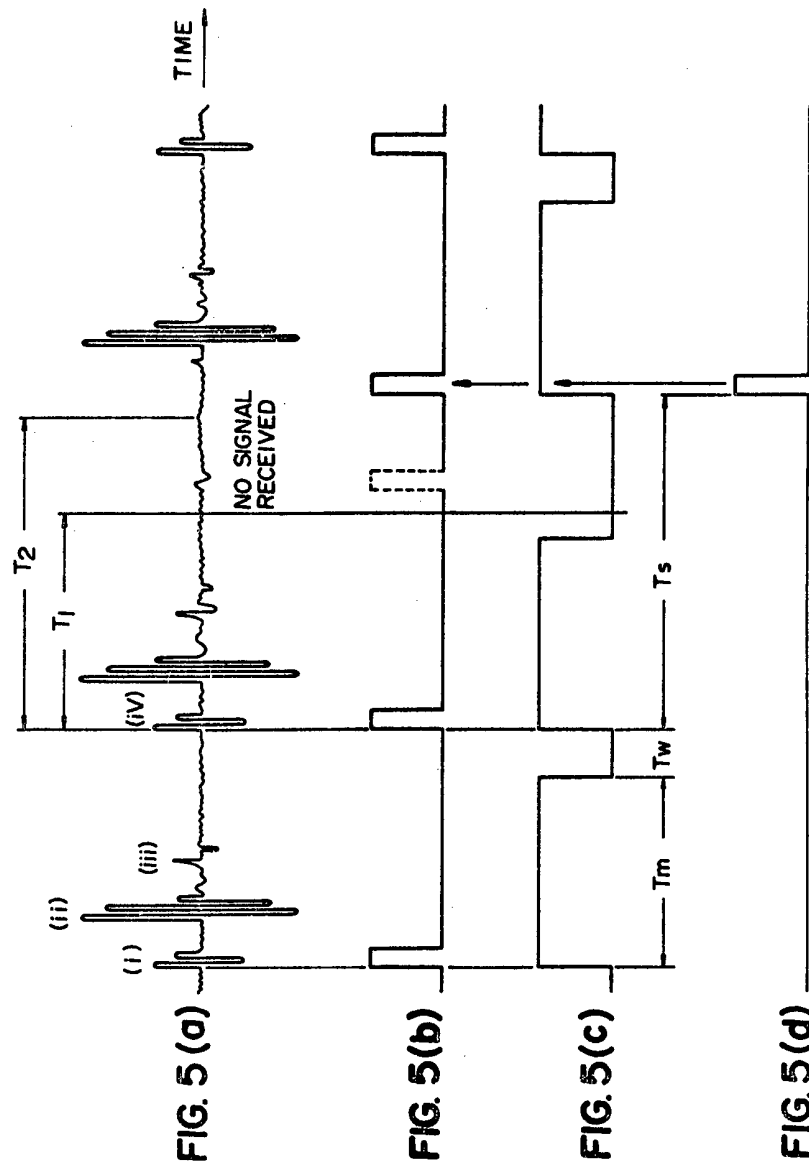 TIME
T2
T1
(i)
(ii)
(iii)
(iv)
NO SIGNAL
RECEIVED
FIG. 5 (a)
FIG. 5(b)
FIG. 5(c)
Tm
Tw
Ts
FIG. 5(d)